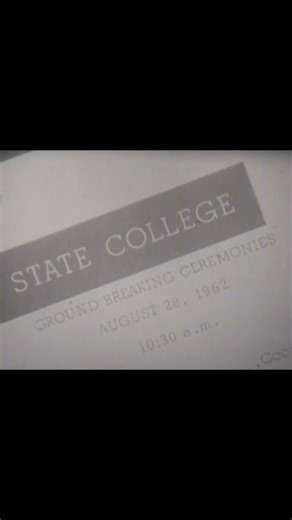 STATE COLLEGE
GROUND BREAKING CEREMONIES
AUGUST 28, 1962
10:30 a.m.